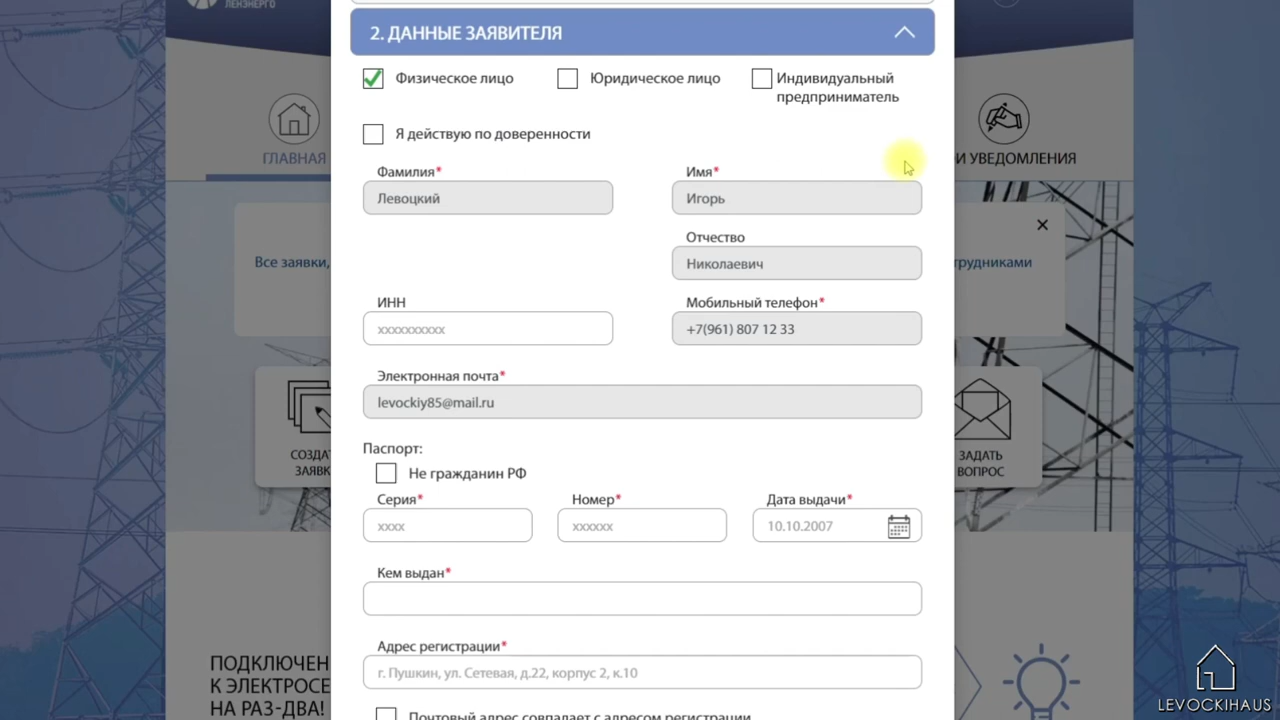 ЛЕНЭНЕРГО
2. ДАННЫЕ ЗАЯВИТЕЛЯ
Физическое лицо
Юридическое лицо
Индивидуальный
предприниматель
Я действую по доверенности
ГЛАВНАЯ
И УВЕДОМЛЕНИЯ
Фамилия*
Имя*
Левоцкий
Игорь
Отчество
Николаевич
Все заявки,
трудниками
ИНН
Мобильный телефон*
xxxxxxxxxx
+7(961) 807 12 33
Электронная почта*
levockiy85@mail.ru
Паспорт:
Не гражданин РФ
СОЗДА
ЗАЯВК
ЗАДАТЬ
ВОПРОС
Серия*
Номер*
Дата выдачи*
xxxx
xxxxxx
10.10.2007
Кем выдан*
Адрес регистрации*
г. Пушкин, ул. Сетевая, д.22, корпус 2, к.10
ПОДКЛЮЧЕН
К ЭЛЕКТРОСЕ
НА РАЗ-ДВА!
Почтовый адрес совпадает с адресом регистрации
LEVOCKIHAUS